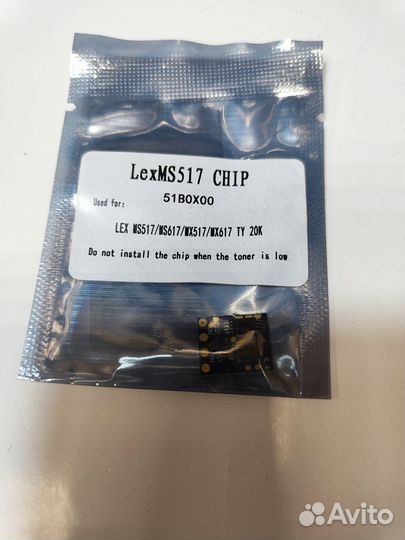 LexMS517 CHIP
51B0X00
Used for:
LEX MS517/MS617/MX517/MX617 TY 20K
Do not install the chip when the toner is low
Avito